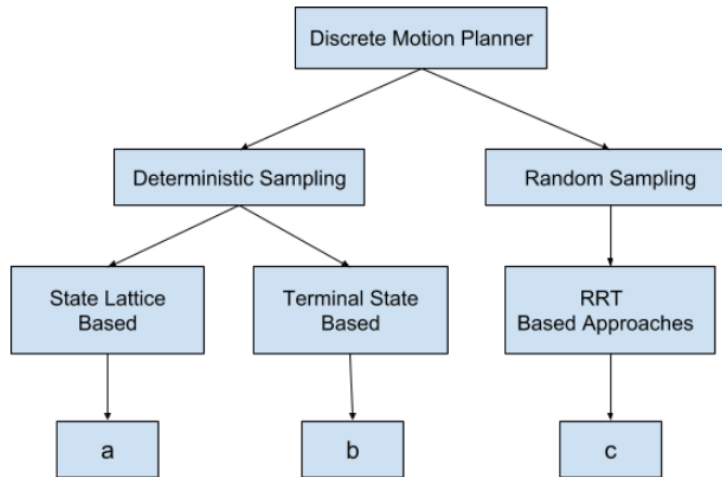 Discrete Motion Planner
Deterministic Sampling
Random Sampling
State Lattice
Based
Terminal State
Based
RRT
Based Approaches
a
b
c